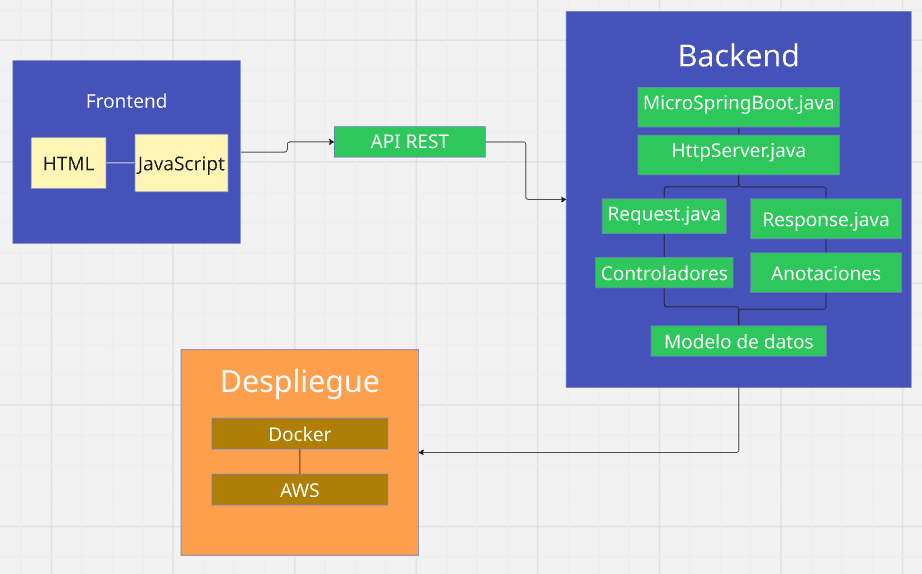 Frontend
HTML
JavaScript
API REST
Backend
MicroSpringBoot.java
HttpServer.java
Request.java
Response.java
Controladores
Anotaciones
Modelo de datos
Despliegue
Docker
AWS